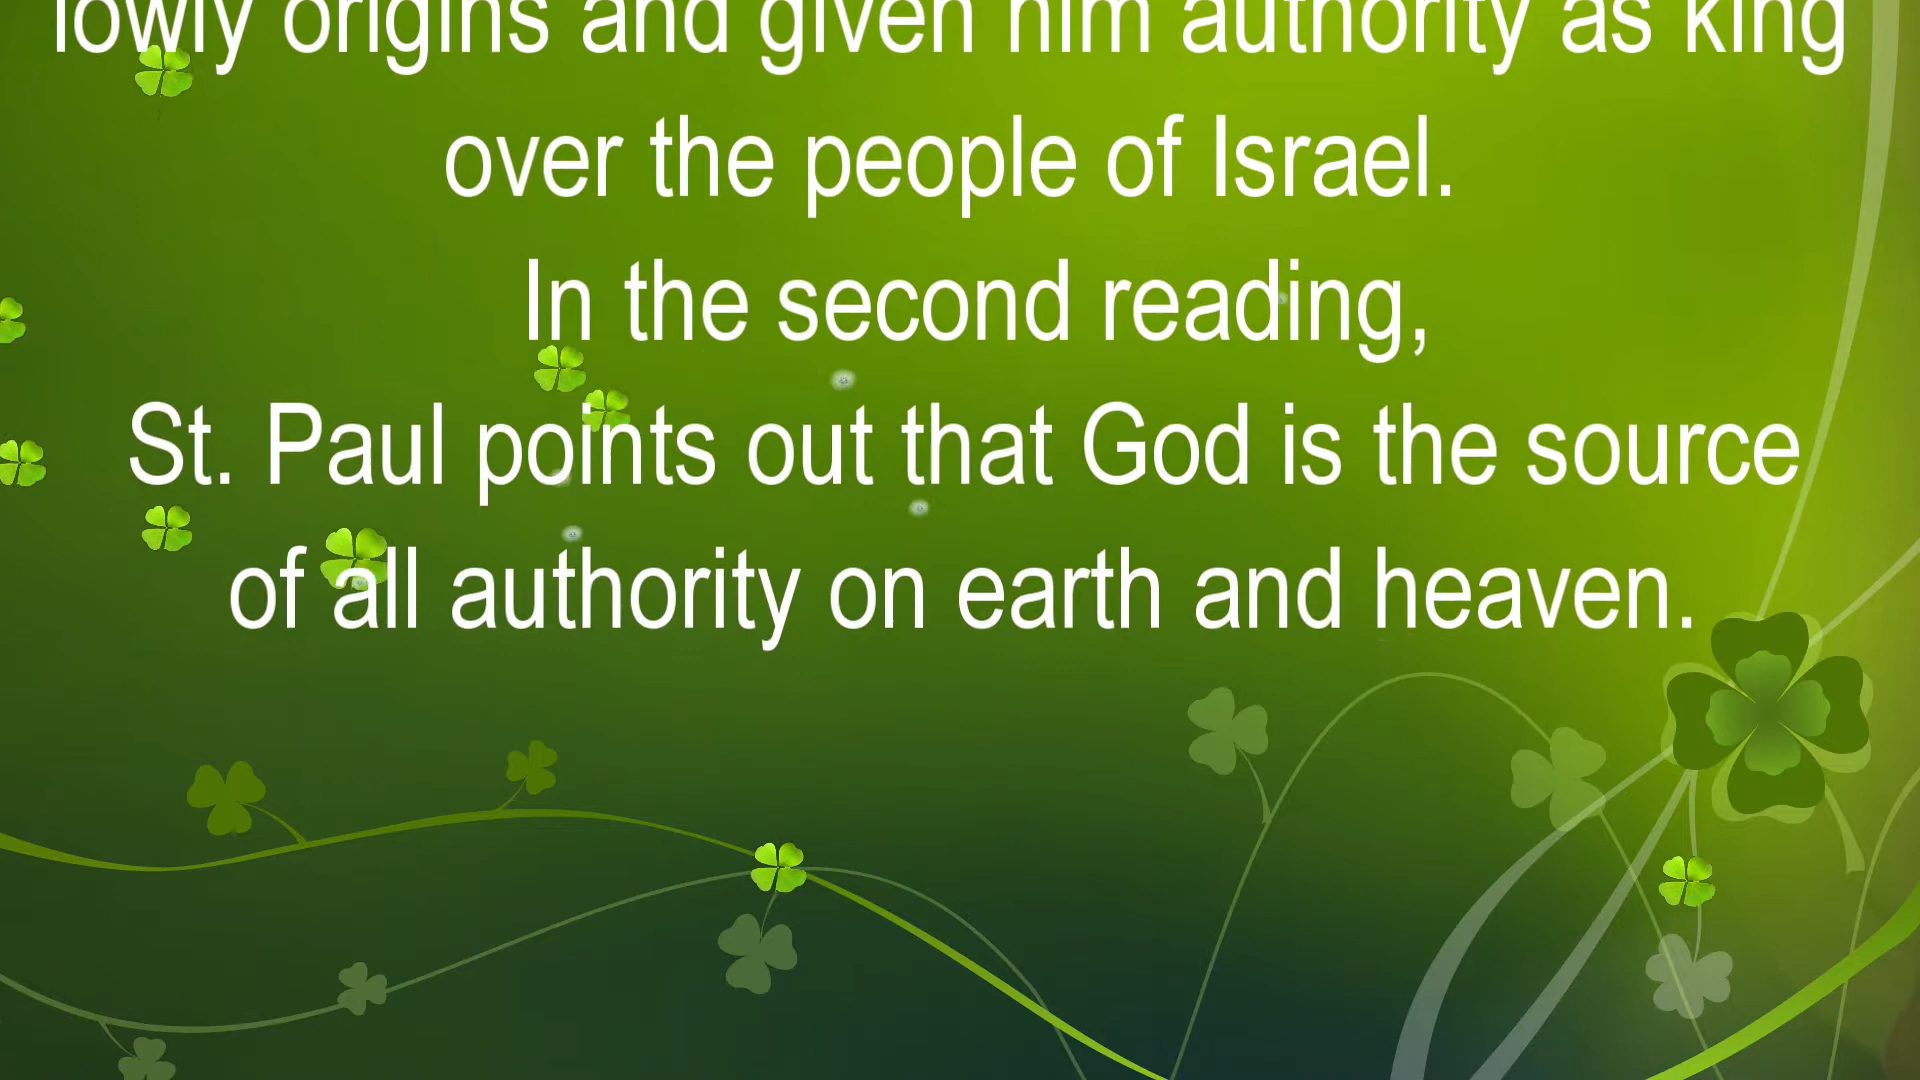 lowly origins and given him authority as king
over the people of Israel.
In the second reading,
St. Paul points out that God is the source
of all authority on earth and heaven.